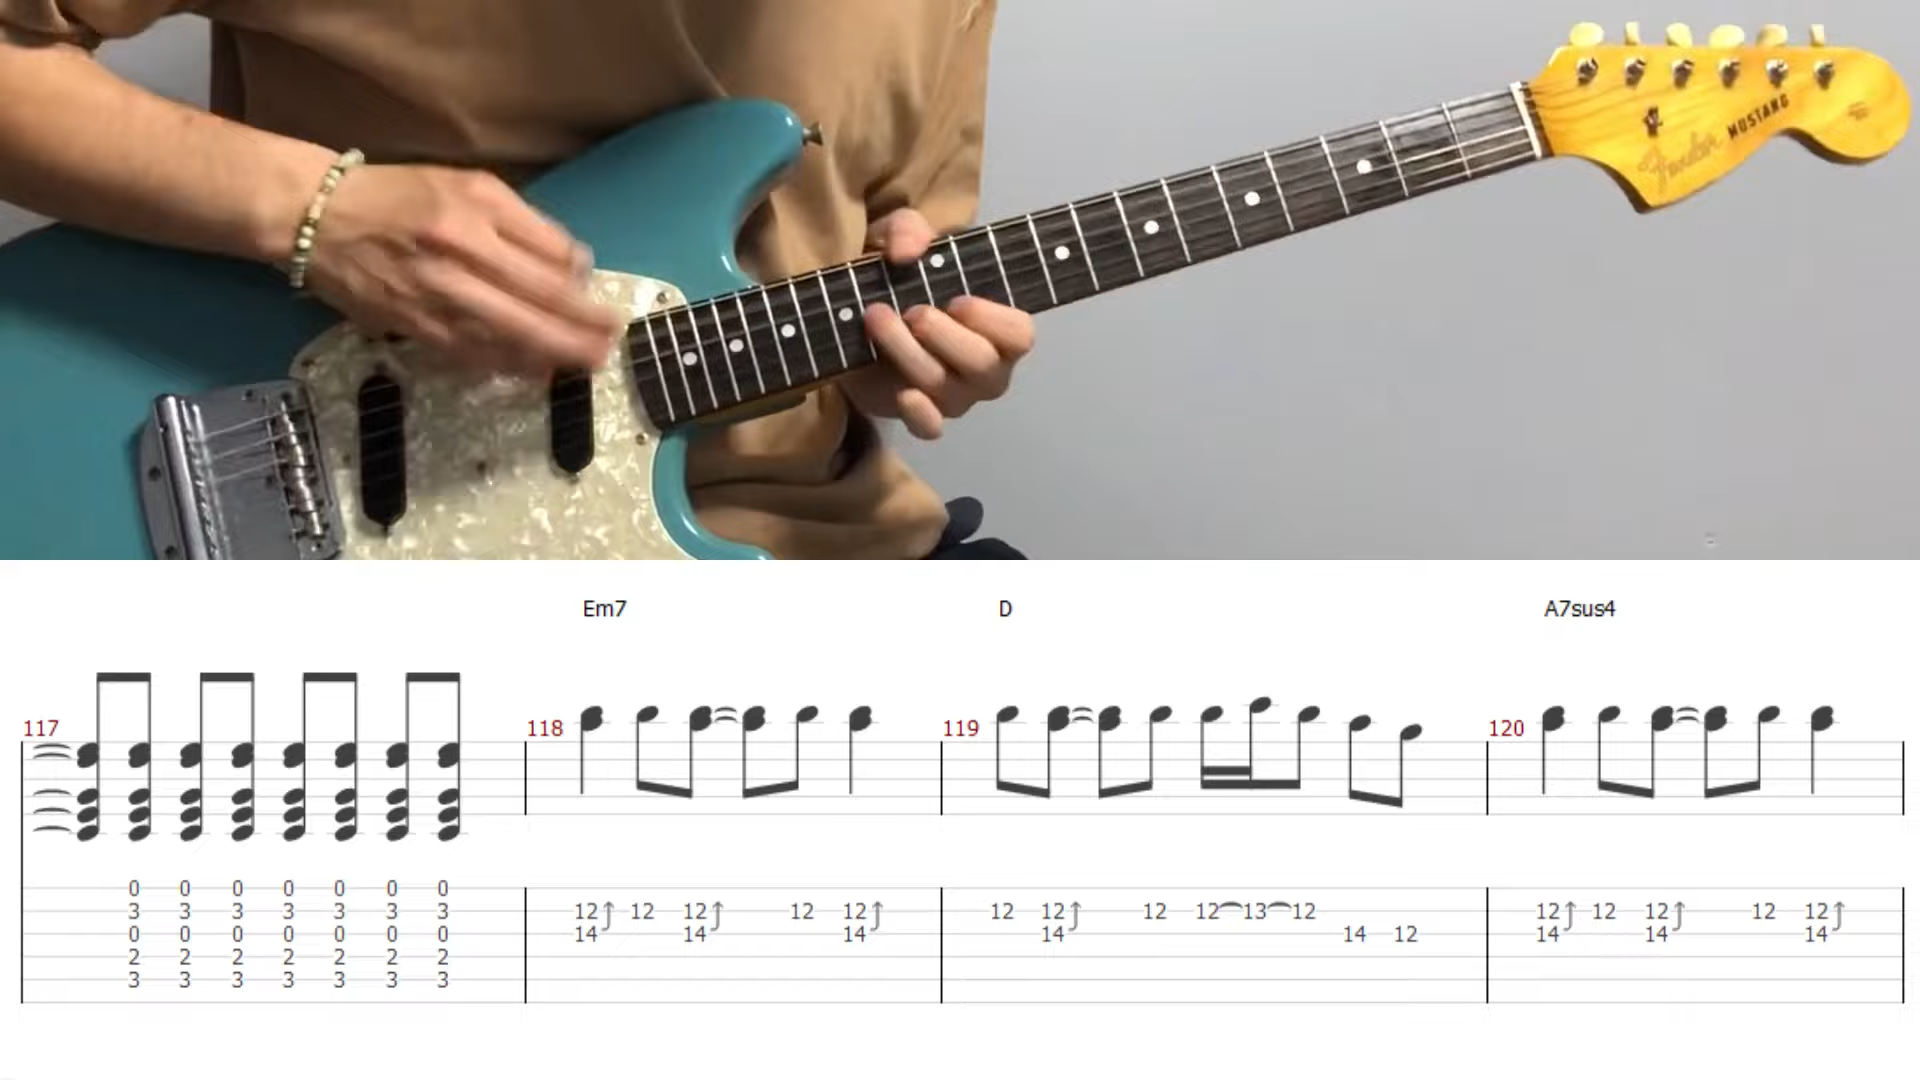 Fender MUSTANG
Em7 D A7sus4
117 118 119 120
0 0 0 0 0 0 0
3 3 3 3 3 3 3 12 12 12 12 12 12 12 12 12 13 12 12 12 12 12 12
0 0 0 0 0 0 0 14 14 14 14 14 12 14 14 14
2 2 2 2 2 2 2
3 3 3 3 3 3 3